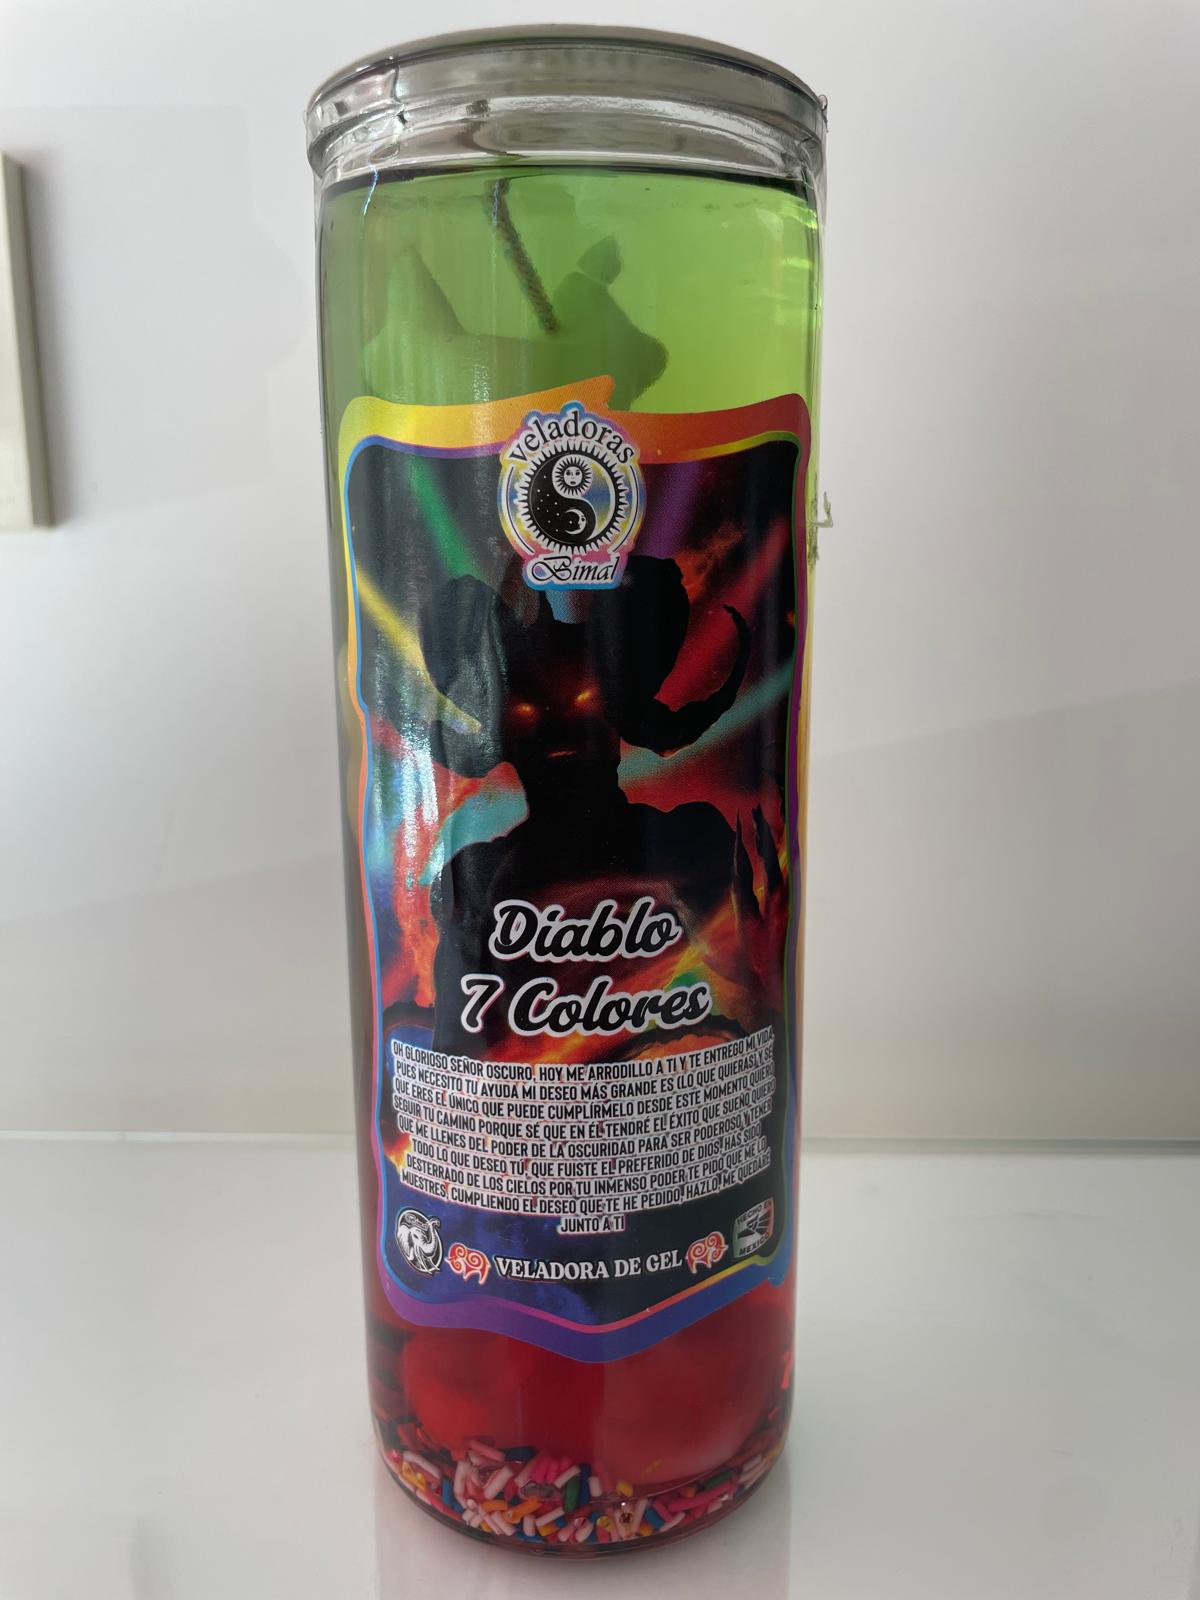 veladoras
Bimal
Diablo
7 Colores
OH GLORIOSO SEÑOR OSCURO, HOY ME ARRODILLO A TI Y TE ENTREGO MI VIDA,
PUES NECESITO TU AYUDA MI DESEO MÁS GRANDE ES (LO QUE QUIERAS) Y SÉ
QUE ERES EL ÚNICO QUE PUEDE CUMPLÍRMELO DESDE ESTE MOMENTO QUIERO
SEGUIR TU CAMINO PORQUE SÉ QUE EN ÉL TENDRÉ EL ÉXITO QUE SUEÑO QUIERO
QUE ME LLENES DEL PODER DE LA OSCURIDAD PARA SER PODEROSO Y TENER
TODO LO QUE DESEO TÚ, QUE FUISTE EL PREFERIDO DE DIOS, HÁS SIDO
DESTERRADO DE LOS CIELOS POR TU INMENSO PODER TE PIDO QUE ME LO
MUESTRES, CUMPLIENDO EL DESEO QUE TE HE PEDIDO, HAZLO, ME QUEDARÉ
JUNTO A TI
VELADORA DE GEL
HECHO EN
MÉXICO